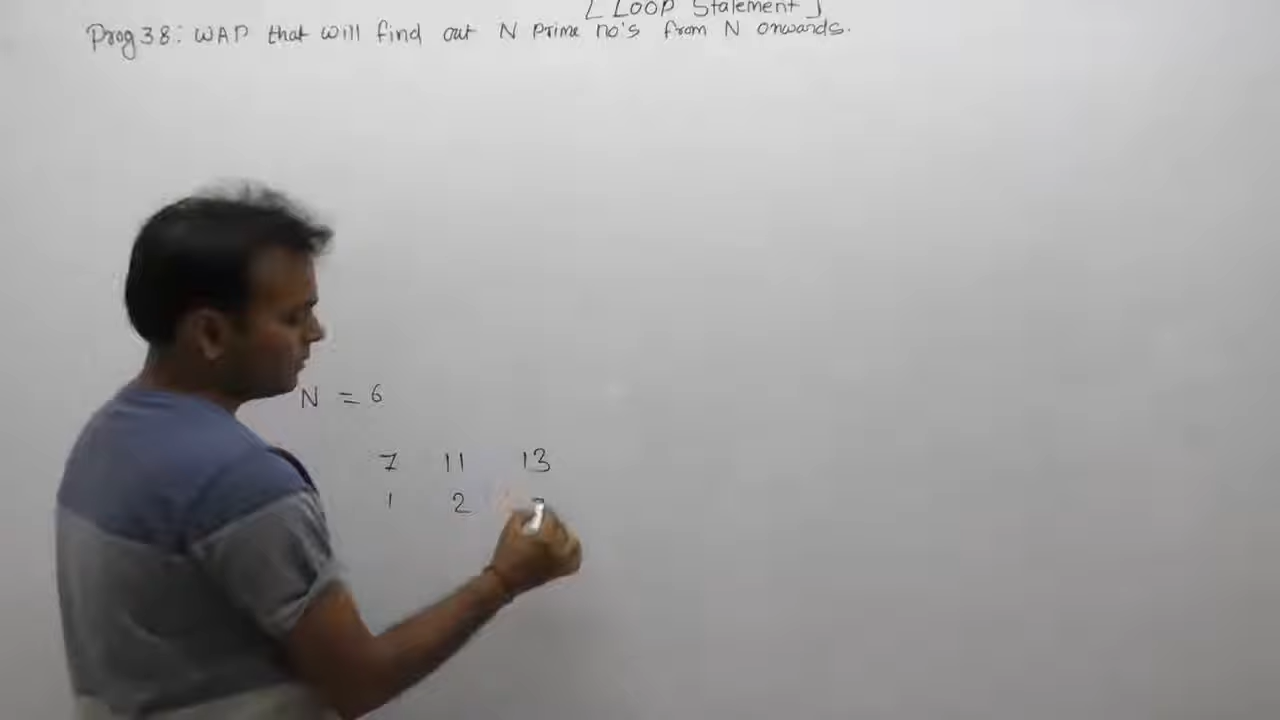 [ Loop Statement ]
Prog 38: WAP that will find out N prime no's from N onwards.
N = 6
7 11 13
1 2